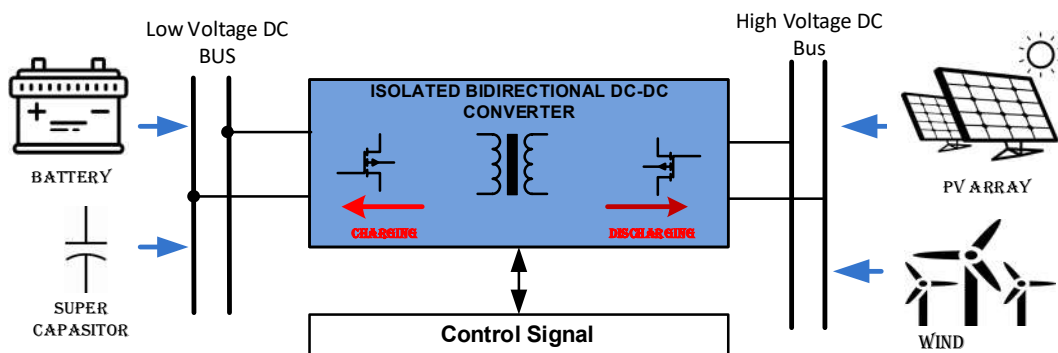 Low Voltage DC
BUS
High Voltage DC
Bus
ISOLATED BIDIRECTIONAL DC-DC
CONVERTER
BATTERY
PV ARRAY
CHARGING
DISCHARGING
SUPER
CAPASITOR
Control Signal
WIND